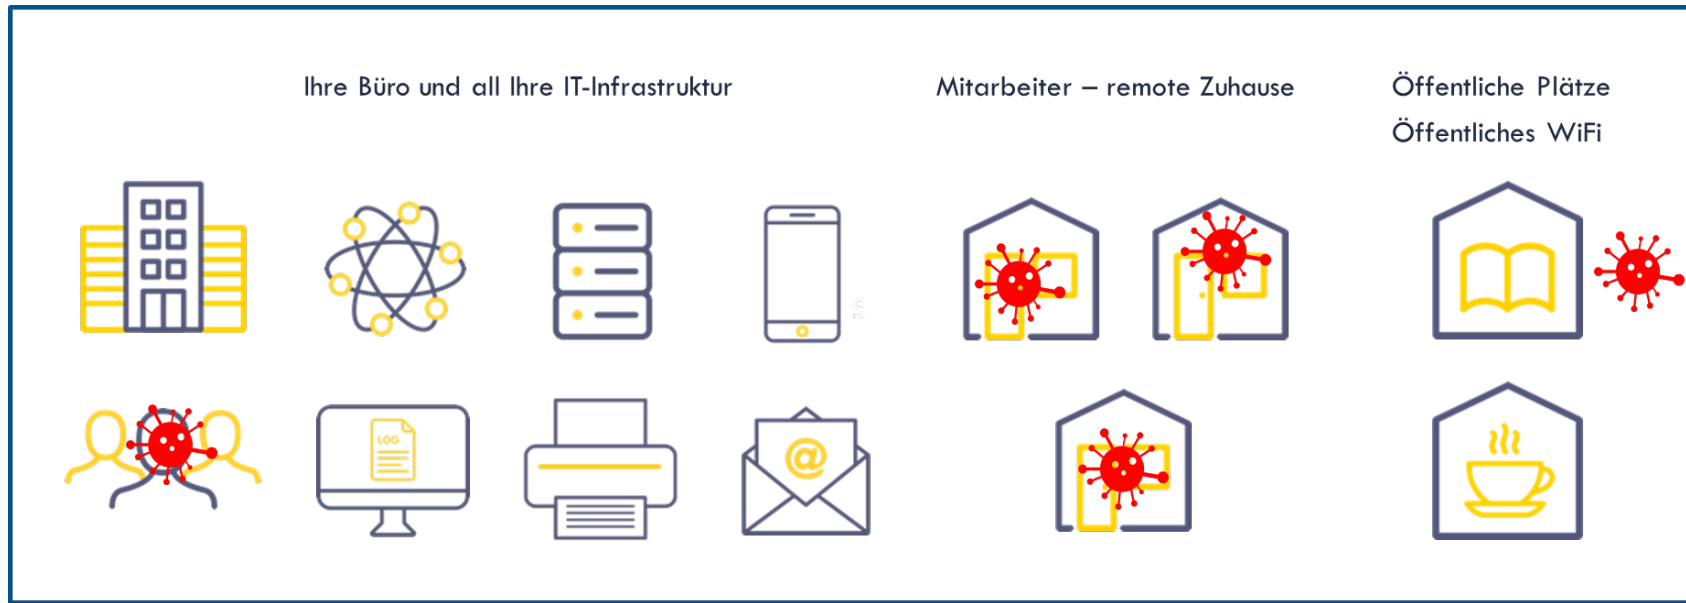 Ihre Büro und all Ihre IT-Infrastruktur
Mitarbeiter – remote Zuhause
Öffentliche Plätze
Öffentliches WiFi
LOG
@